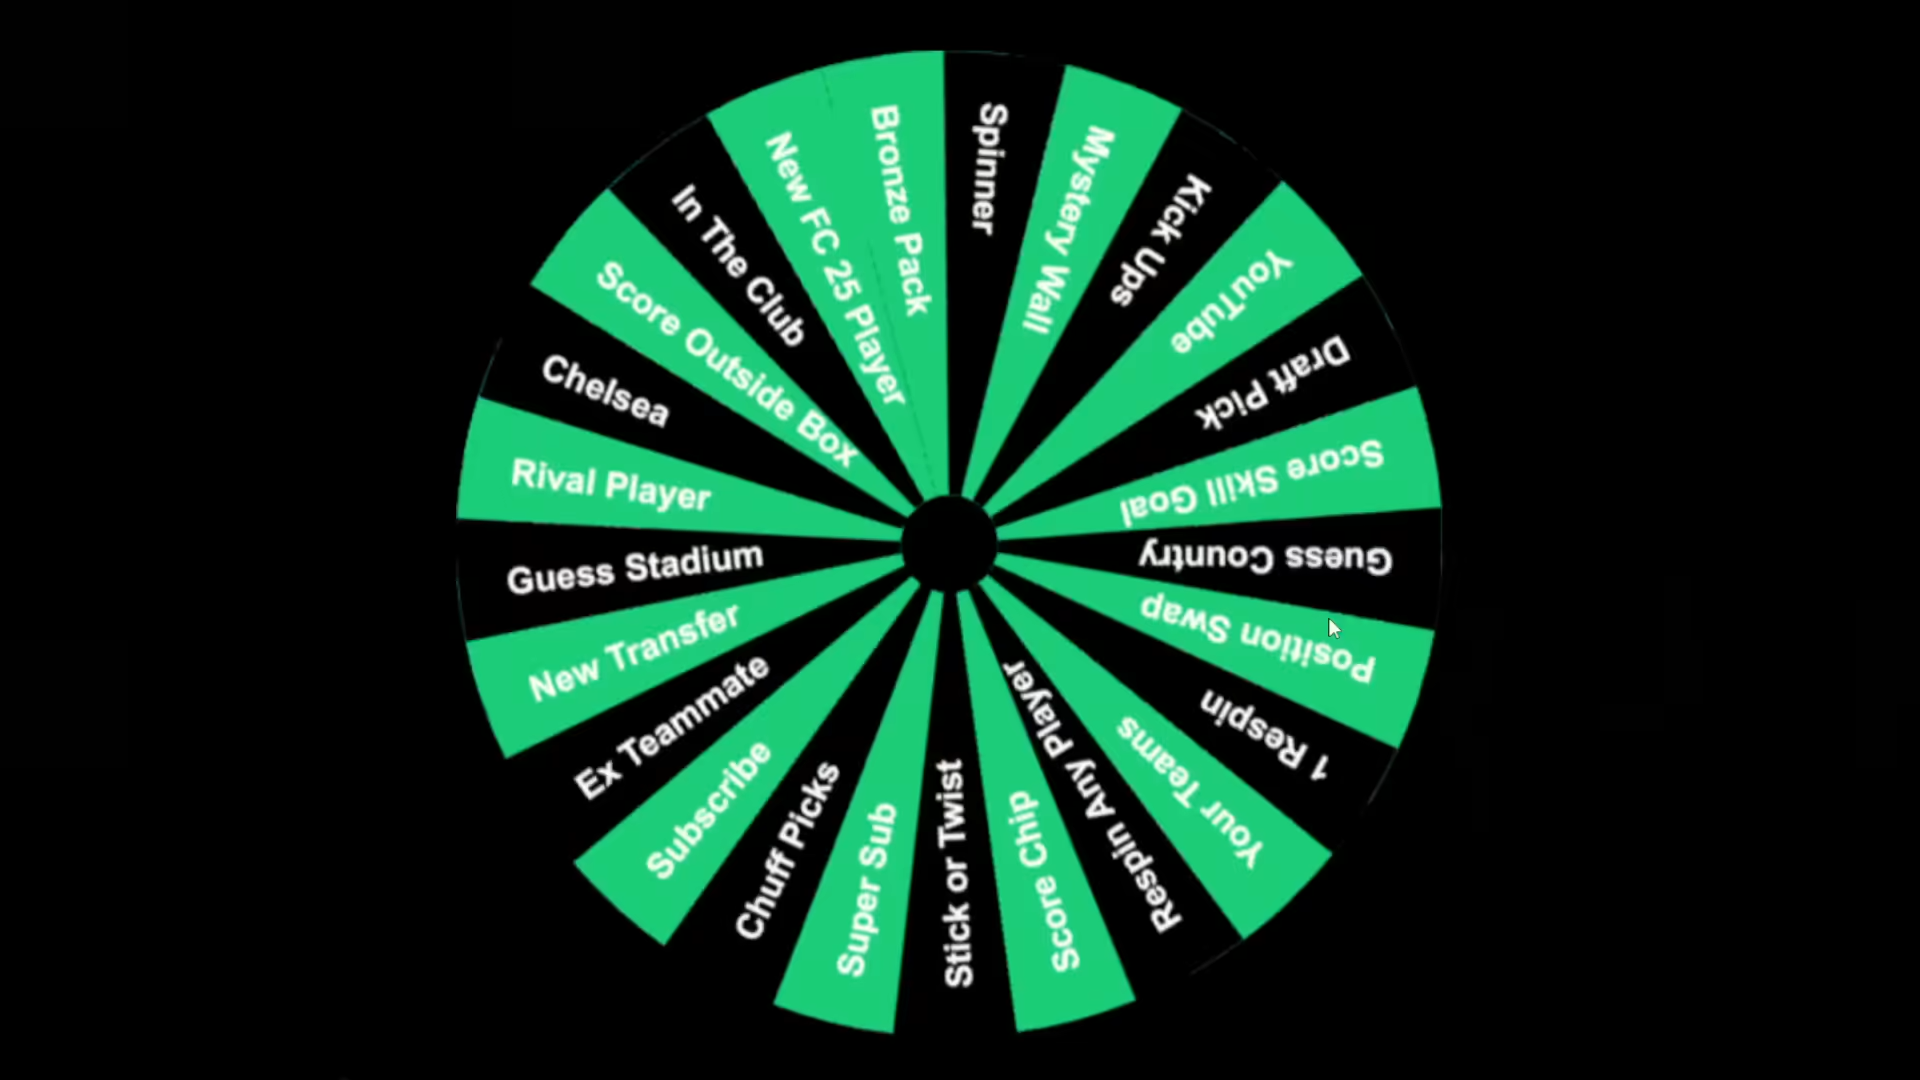 Spinner
Mystery Wall
Kick Ups
YouTube
Draft Pick
Score Skill Goal
Guess Country
Position Swap
1 Respin
Your Teams
Respin Any Player
Score Chip
Stick or Twist
Super Sub
Chuff Picks
Subscribe
Ex Teammate
New Transfer
Guess Stadium
Rival Player
Chelsea
Score Outside Box
In The Club
New FC 25 Player
Bronze Pack